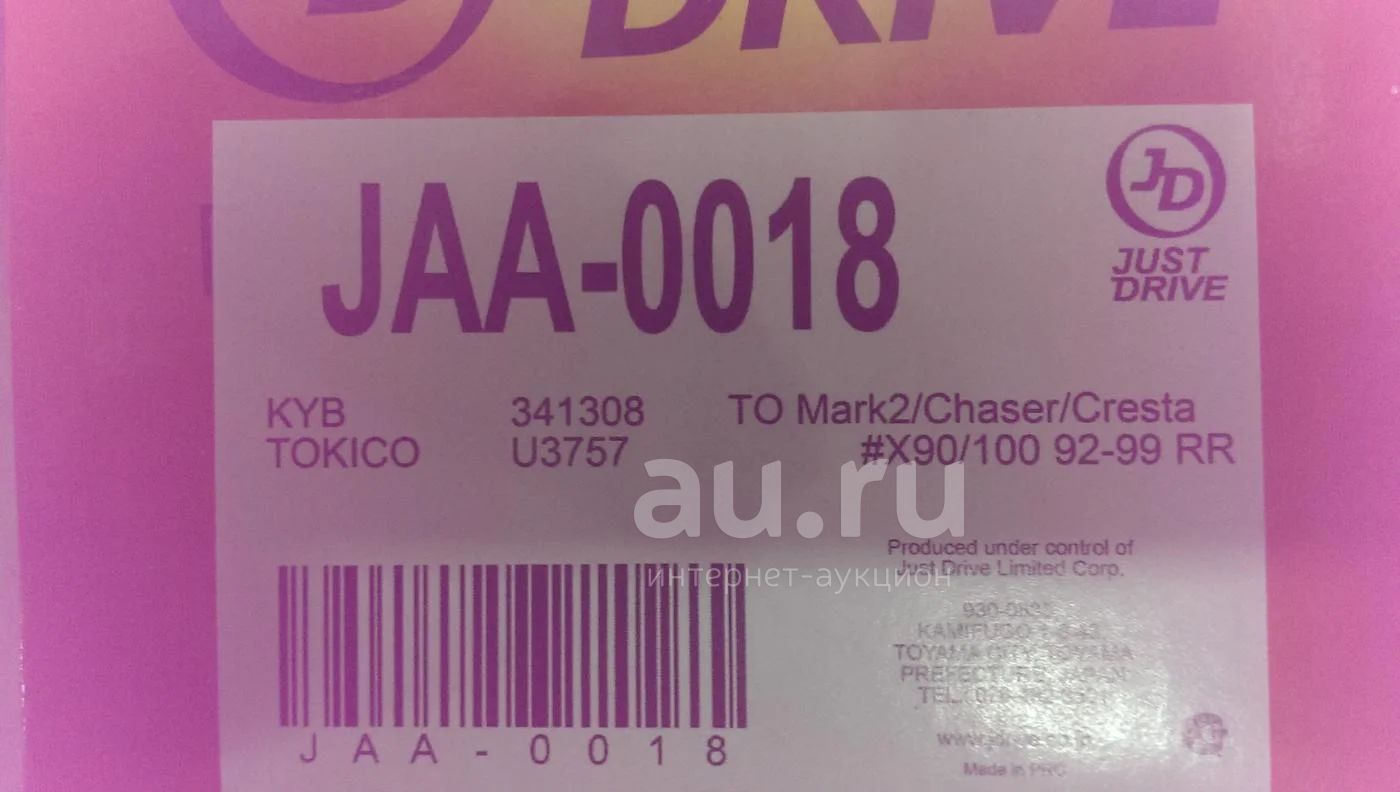 JD DRIVE
JAA-0018
JD
JUST
DRIVE
KYB 341308 TO Mark2/Chaser/Cresta
TOKICO U3757 #X90/100 92-99 RR
au.ru
интернет-аукцион
Produced under control of
Just Drive Limited Corp.
TOYAMA CITY, TOYAMA
PREFECTURE
TEL
JAA-0018
Made in PRC